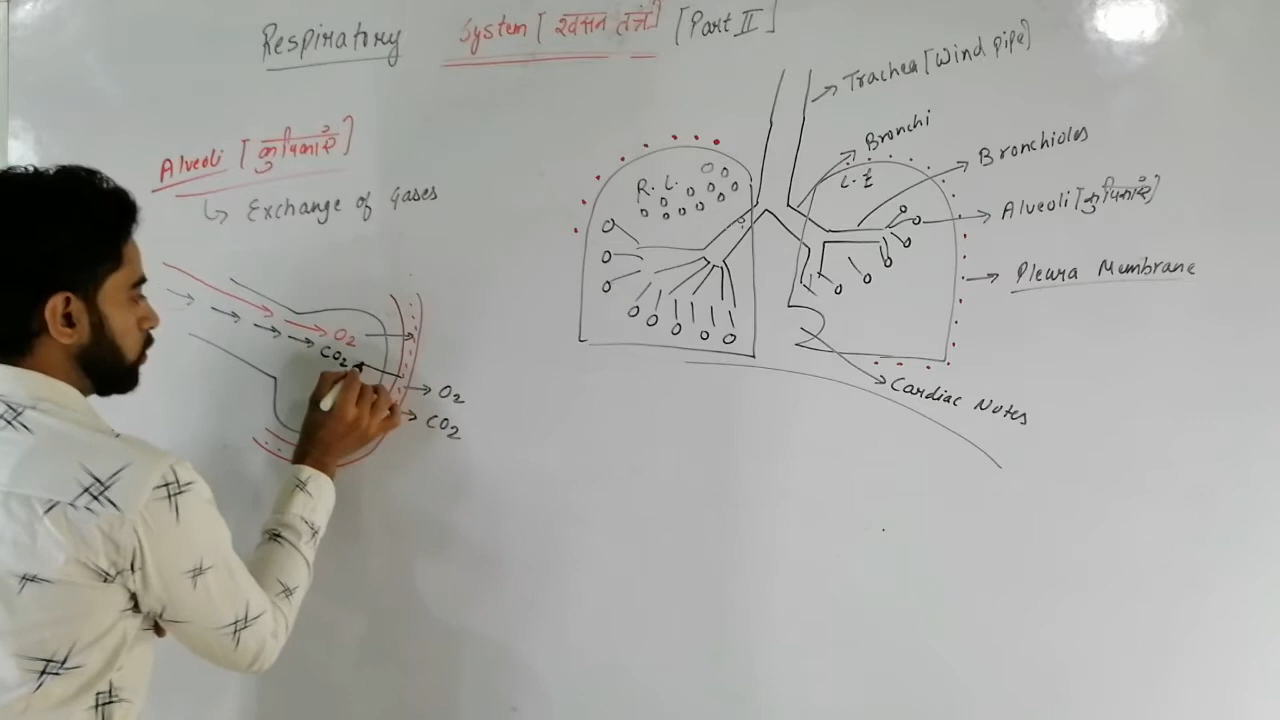 Respiratory System [श्वसन तंत्र] [Part II]
Alveoli [कुपिकाएं]
↳ Exchange of Gases
O2
CO2
O2
CO2
R. L.
L. L
Trachea [Wind pipe]
Bronchi
Bronchioles
Alveoli [कुपिकाएं]
Pleura Membrane
Cardiac Notes